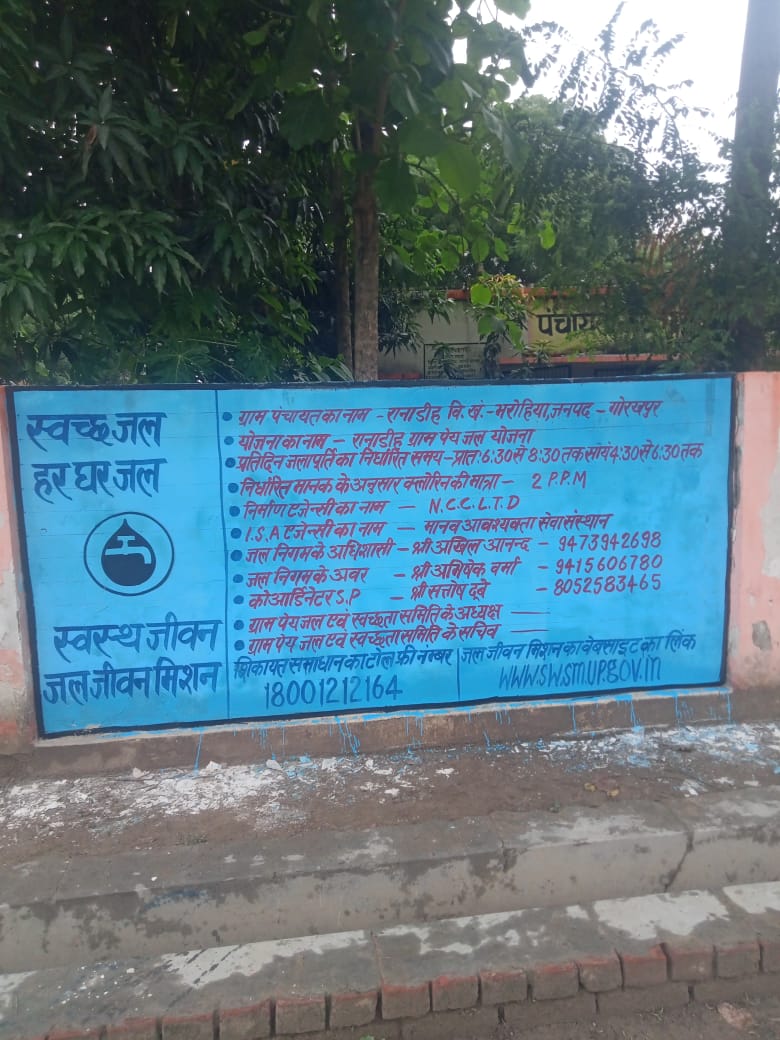 पंचाय
स्वच्छ जल
हर घर जल
स्वस्थ जीवन
जल जीवन मिशन
ग्राम पंचायत का नाम - रानाडीह वि. खं.-भरोहिया, जनपद - गोरखपुर
योजना का नाम - रानाडीह ग्राम पेय जल योजना
प्रतिदिन जलापूर्ति का निर्धारित समय-प्रातः 6:30 से 8:30 तक सायं 4:30 से 6:30 तक
निर्धारित मानक के अनुसार क्लोरिन की मात्रा - 2 P.P.M
निर्माण एजेन्सी का नाम - N.C.C.L.T.D
I.S.A एजेन्सी का नाम - मानव आवश्यकता सेवा संस्थान
जल निगम के अधिशासी - श्री अखिल आनन्द - 9473942698
जल निगम के अवर - श्री अभिषेक वर्मा - 9415606780
कोआर्डिनेटर S.P - श्री सन्तोष दूबे - 8052583465
ग्राम पेय जल एवं स्वच्छता समिति के अध्यक्ष —
ग्राम पेय जल एवं स्वच्छता समिति के सचिव —
शिकायत समाधान का टोल फ्री नम्बर
18001212164
जल जीवन मिशन का वेबसाइट का लिंक
www.swsm.up.gov.in